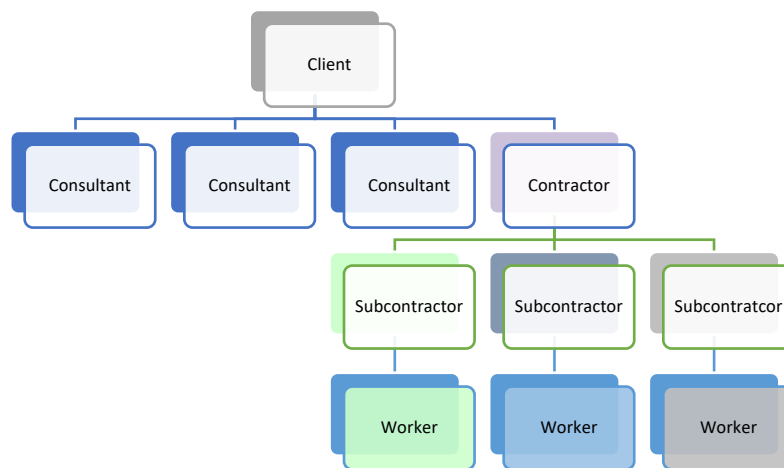 Client
Consultant
Consultant
Consultant
Contractor
Subcontractor
Subcontractor
Subcontratcor
Worker
Worker
Worker